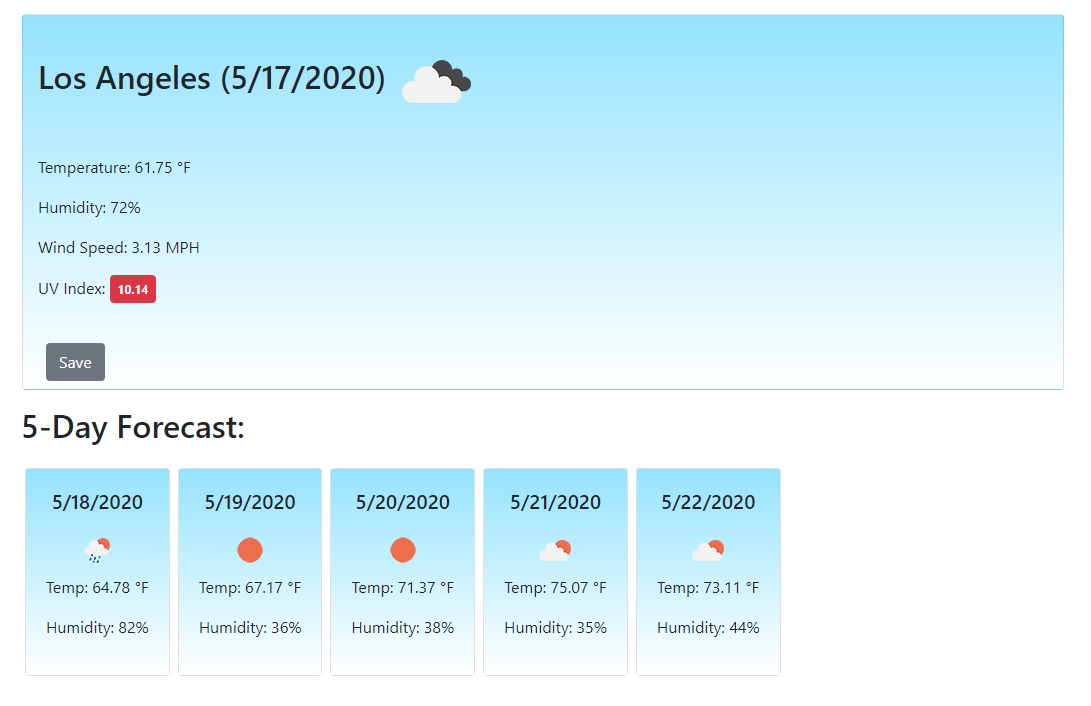 Los Angeles (5/17/2020)
Temperature: 61.75 °F
Humidity: 72%
Wind Speed: 3.13 MPH
UV Index: 10.14
Save
5-Day Forecast:
5/18/2020
Temp: 64.78 °F
Humidity: 82%
5/19/2020
Temp: 67.17 °F
Humidity: 36%
5/20/2020
Temp: 71.37 °F
Humidity: 38%
5/21/2020
Temp: 75.07 °F
Humidity: 35%
5/22/2020
Temp: 73.11 °F
Humidity: 44%